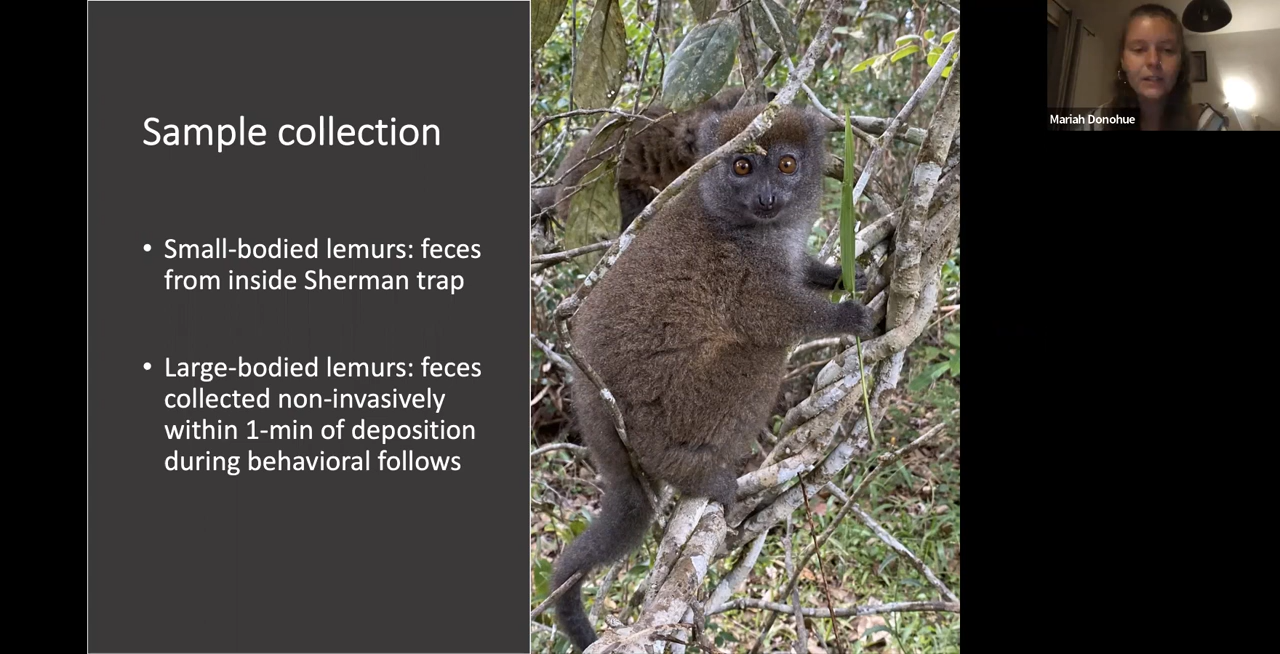 Sample collection
• Small-bodied lemurs: feces
from inside Sherman trap
• Large-bodied lemurs: feces
collected non-invasively
within 1-min of deposition
during behavioral follows
Mariah Donohue